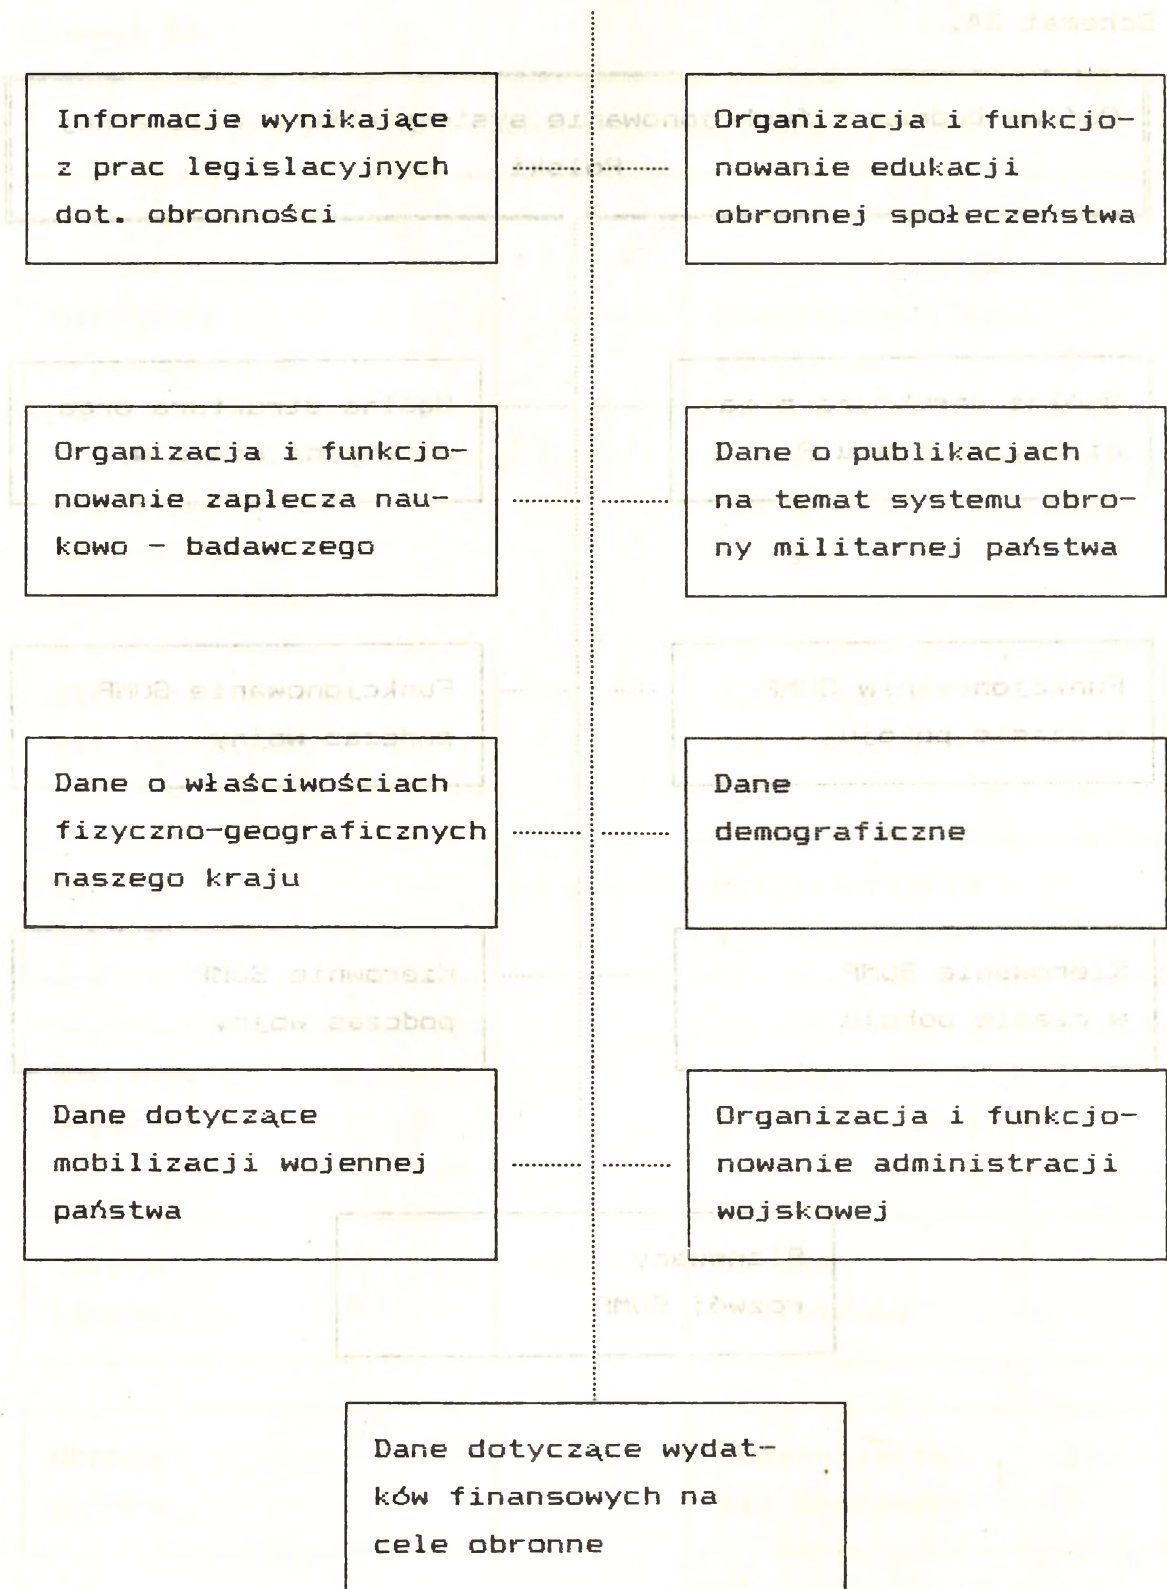 Informacje wynikające
z prac legislacyjnych
dot. obronności
Organizacja i funkcjo-
nowanie edukacji
obronnej społeczeństwa
Organizacja i funkcjo-
nowanie zaplecza nau-
kowo - badawczego
Dane o publikacjach
na temat systemu obro-
ny militarnej państwa
Dane o właściwościach
fizyczno-geograficznych
naszego kraju
Dane
demograficzne
Dane dotyczące
mobilizacji wojennej
państwa
Organizacja i funkcjo-
nowanie administracji
wojskowej
Dane dotyczące wydat-
ków finansowych na
cele obronne